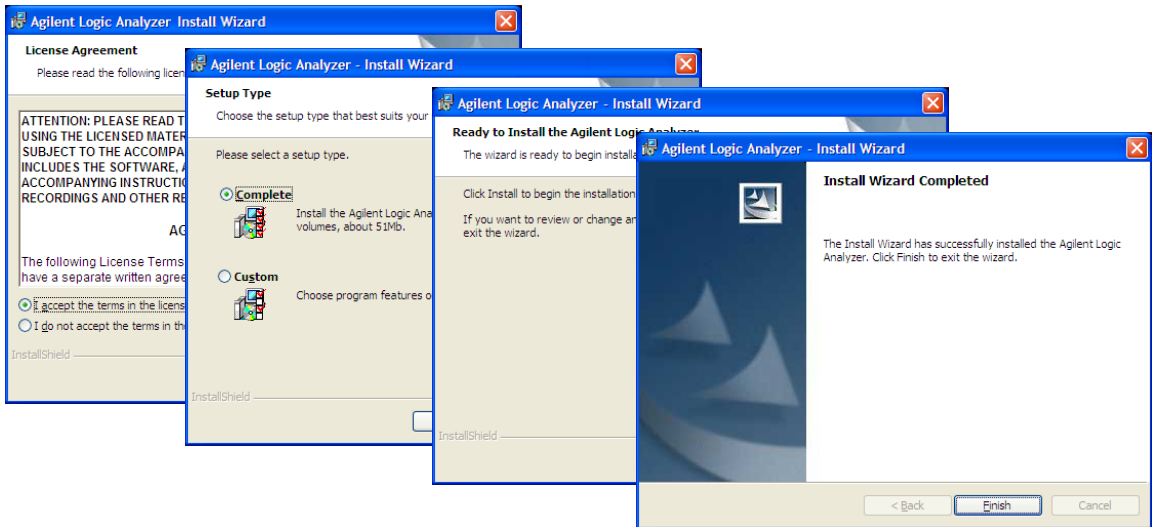 Agilent Logic Analyzer Install Wizard
License Agreement
Please read the following licen
ATTENTION: PLEASE READ T
USING THE LICENSED MATER
SUBJECT TO THE ACCOMPA
INCLUDES THE SOFTWARE,
ACCOMPANYING INSTRUCTI
RECORDINGS AND OTHER RE
AG
The following License Terms
have a separate written agree
I accept the terms in the licens
I do not accept the terms in th
InstallShield
Agilent Logic Analyzer - Install Wizard
Setup Type
Choose the setup type that best suits your
Please select a setup type.
Complete
Install the Agilent Logic Ana
volumes, about 51Mb.
Custom
Choose program features o
InstallShield
Agilent Logic Analyzer - Install Wizard
Ready to Install the Agilent Logic Analyzer
The wizard is ready to begin installa
Click Install to begin the installation
If you want to review or change an
exit the wizard.
InstallShield
Agilent Logic Analyzer - Install Wizard
Install Wizard Completed
The Install Wizard has successfully installed the Agilent Logic
Analyzer. Click Finish to exit the wizard.
< Back
Finish
Cancel